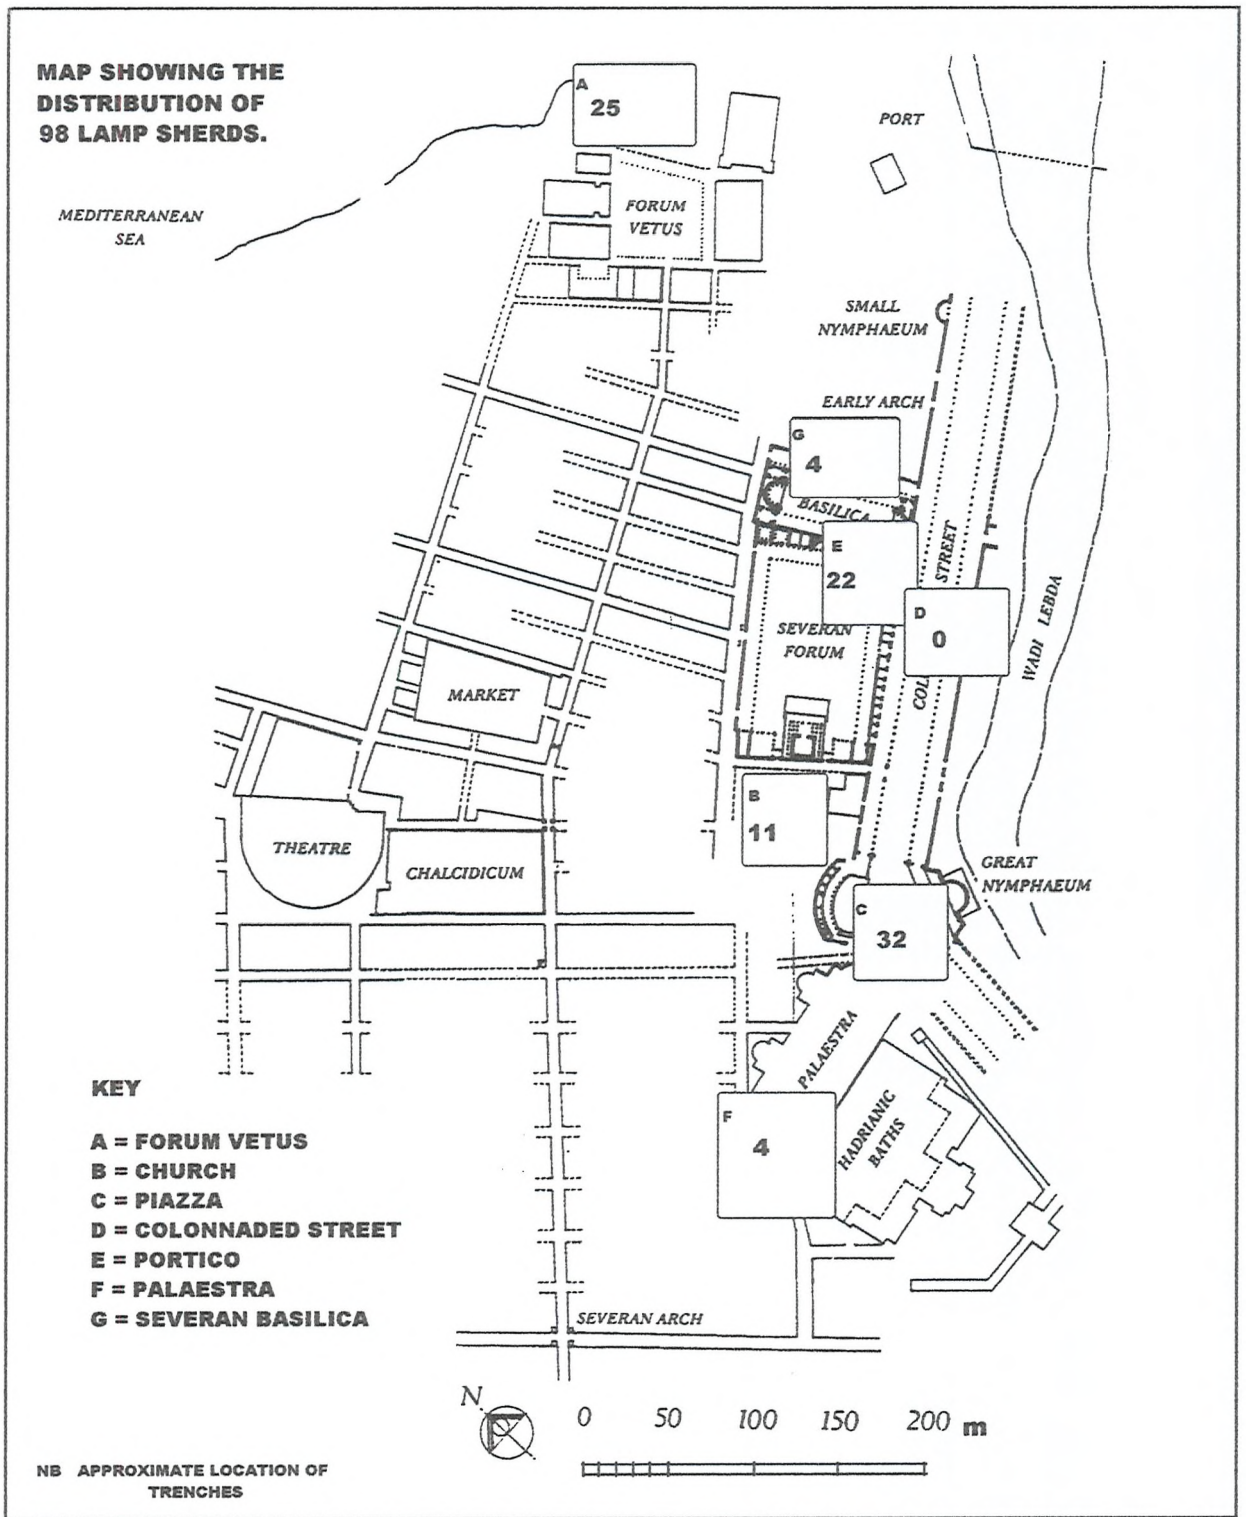 MAP SHOWING THE
DISTRIBUTION OF
98 LAMP SHERDS.
A
25
PORT
MEDITERRANEAN
SEA
FORUM
VETUS
SMALL
NYMPHAEUM
EARLY ARCH
G
4
BASILICA
E
22
STREET
D
0
WADI LEBDA
SEVERAN
FORUM
COL
MARKET
B
11
THEATRE
CHALCIDICUM
GREAT
NYMPHAEUM
C
32
PALAESTRA
HADRIANIC
BATHS
F
4
KEY
A = FORUM VETUS
B = CHURCH
C = PIAZZA
D = COLONNADED STREET
E = PORTICO
F = PALAESTRA
G = SEVERAN BASILICA
SEVERAN ARCH
N
0 50 100 150 200 m
NB APPROXIMATE LOCATION OF
TRENCHES